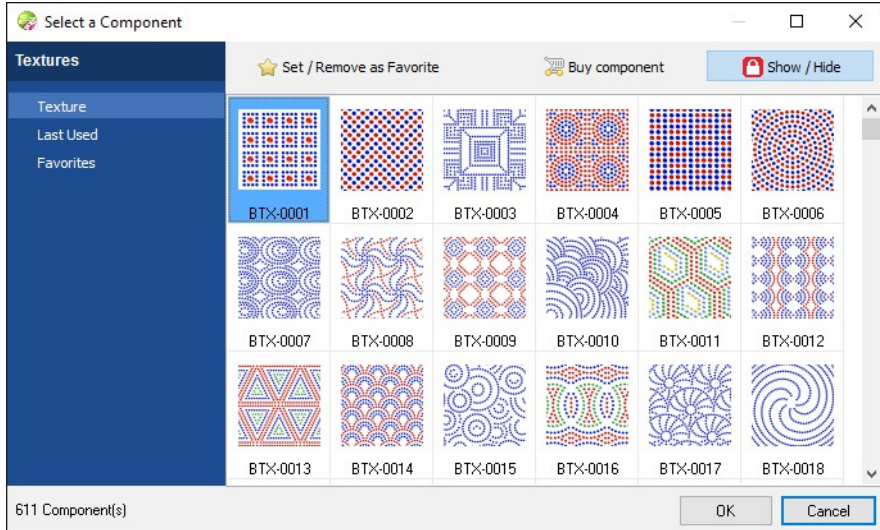 Select a Component
Textures
Set / Remove as Favorite
Buy component
Show / Hide
Texture
Last Used
Favorites
BTX-0001
BTX-0002
BTX-0003
BTX-0004
BTX-0005
BTX-0006
BTX-0007
BTX-0008
BTX-0009
BTX-0010
BTX-0011
BTX-0012
BTX-0013
BTX-0014
BTX-0015
BTX-0016
BTX-0017
BTX-0018
611 Component(s)
OK
Cancel